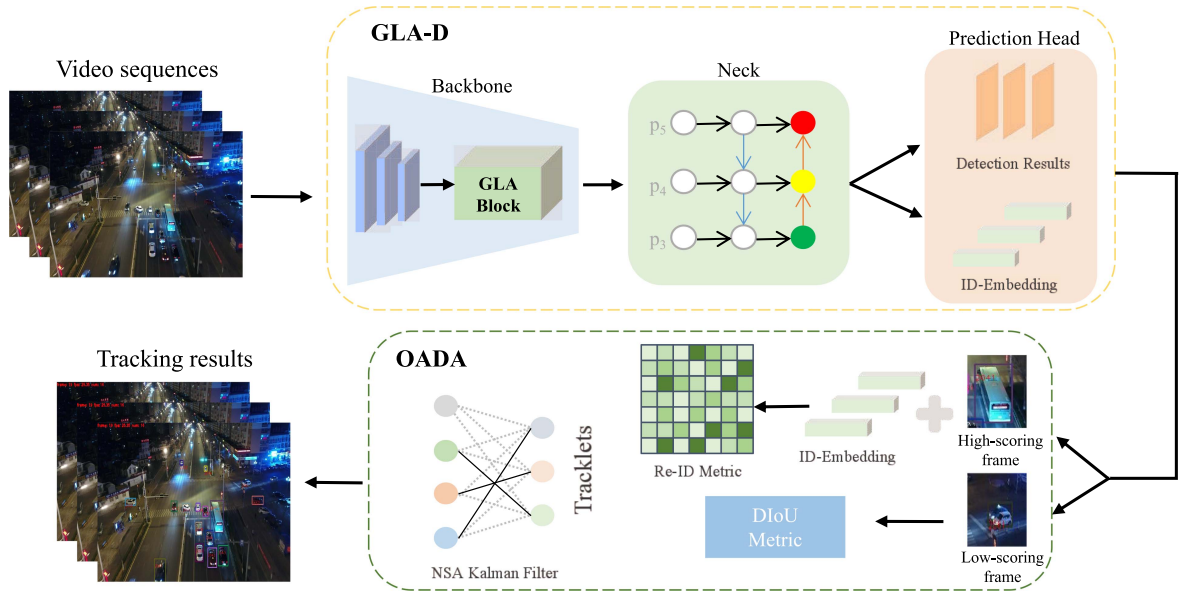 GLA-D
Video sequences
Backbone
GLA
Block
Neck
p5
p4
p3
Prediction Head
Detection Results
ID-Embedding
Tracking results
OADA
NSA Kalman Filter
Tracklets
Re-ID Metric
ID-Embedding
High-scoring
frame
DIoU
Metric
Low-scoring
frame